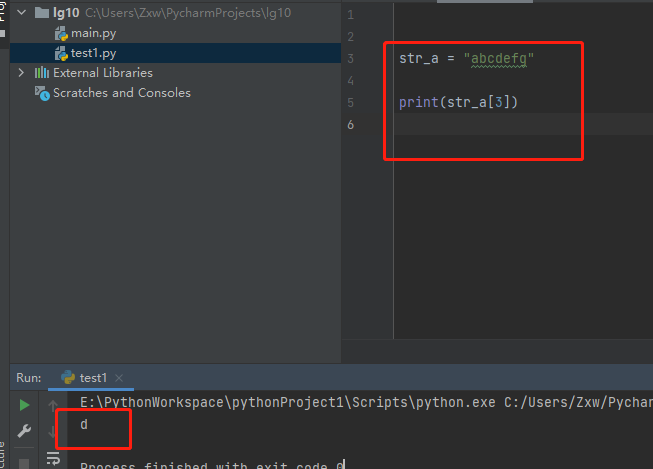 lg10 C:\Users\Zxw\PycharmProjects\lg10
main.py
test1.py
External Libraries
Scratches and Consoles
1
2
3 str_a = "abcdefg"
4
5 print(str_a[3])
6
Run: test1
E:\PythonWorkspace\pythonProject1\Scripts\python.exe C:/Users/Zxw/Pychar
d
Process finished with exit code 0